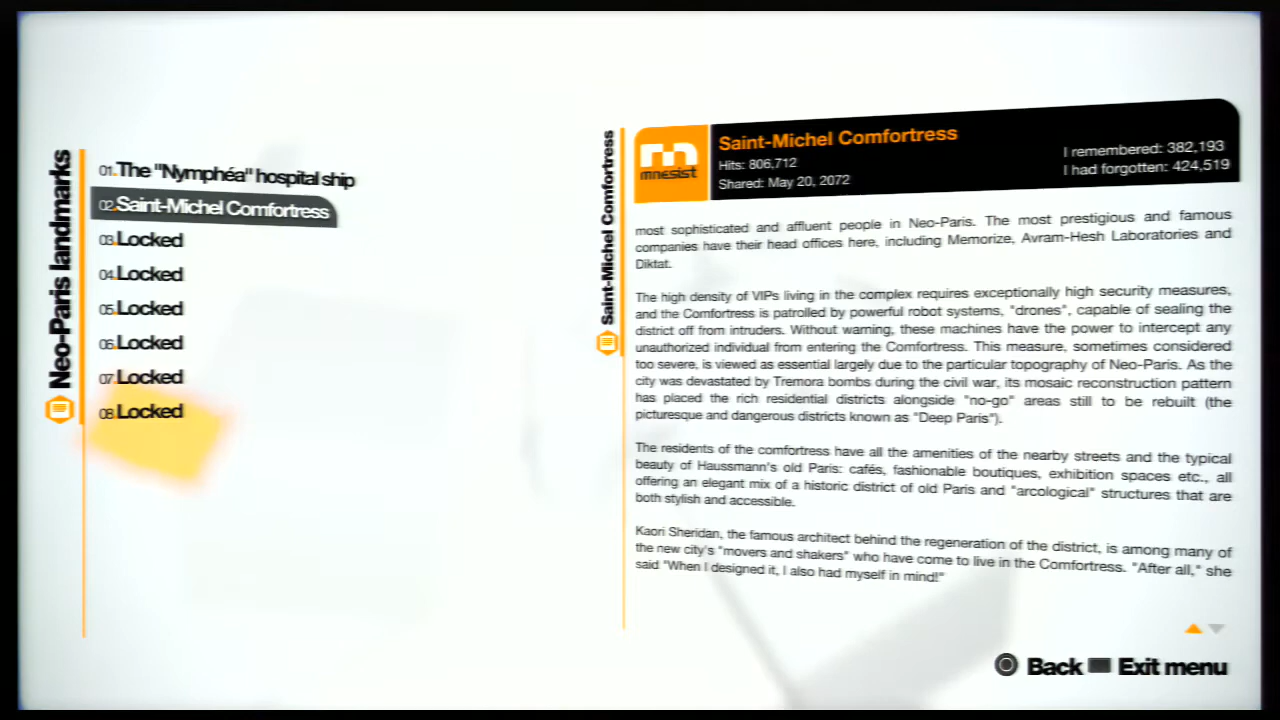 Neo-Paris landmarks
01.The "Nymphéa" hospital ship
02.Saint-Michel Comfortress
03.Locked
04.Locked
05.Locked
06.Locked
07.Locked
08.Locked
Saint-Michel Comfortress
mnesist
Saint-Michel Comfortress
Hits: 806,712
Shared: May 20, 2072
I remembered: 382,193
I had forgotten: 424,519
most sophisticated and affluent people in Neo-Paris. The most prestigious and famous
companies have their head offices here, including Memorize, Avram-Hesh Laboratories and
Diktat.
The high density of VIPs living in the complex requires exceptionally high security measures,
and the Comfortress is patrolled by powerful robot systems, "drones", capable of sealing the
district off from intruders. Without warning, these machines have the power to intercept any
unauthorized individual from entering the Comfortress. This measure, sometimes considered
too severe, is viewed as essential largely due to the particular topography of Neo-Paris. As the
city was devastated by Tremora bombs during the civil war, its mosaic reconstruction pattern
has placed the rich residential districts alongside "no-go" areas still to be rebuilt (the
picturesque and dangerous districts known as "Deep Paris").
The residents of the comfortress have all the amenities of the nearby streets and the typical
beauty of Haussmann's old Paris: cafés, fashionable boutiques, exhibition spaces etc., all
offering an elegant mix of a historic district of old Paris and "arcological" structures that are
both stylish and accessible.
Kaori Sheridan, the famous architect behind the regeneration of the district, is among many of
the new city's "movers and shakers" who have come to live in the Comfortress. "After all," she
said "When I designed it, I also had myself in mind!"
Back Exit menu